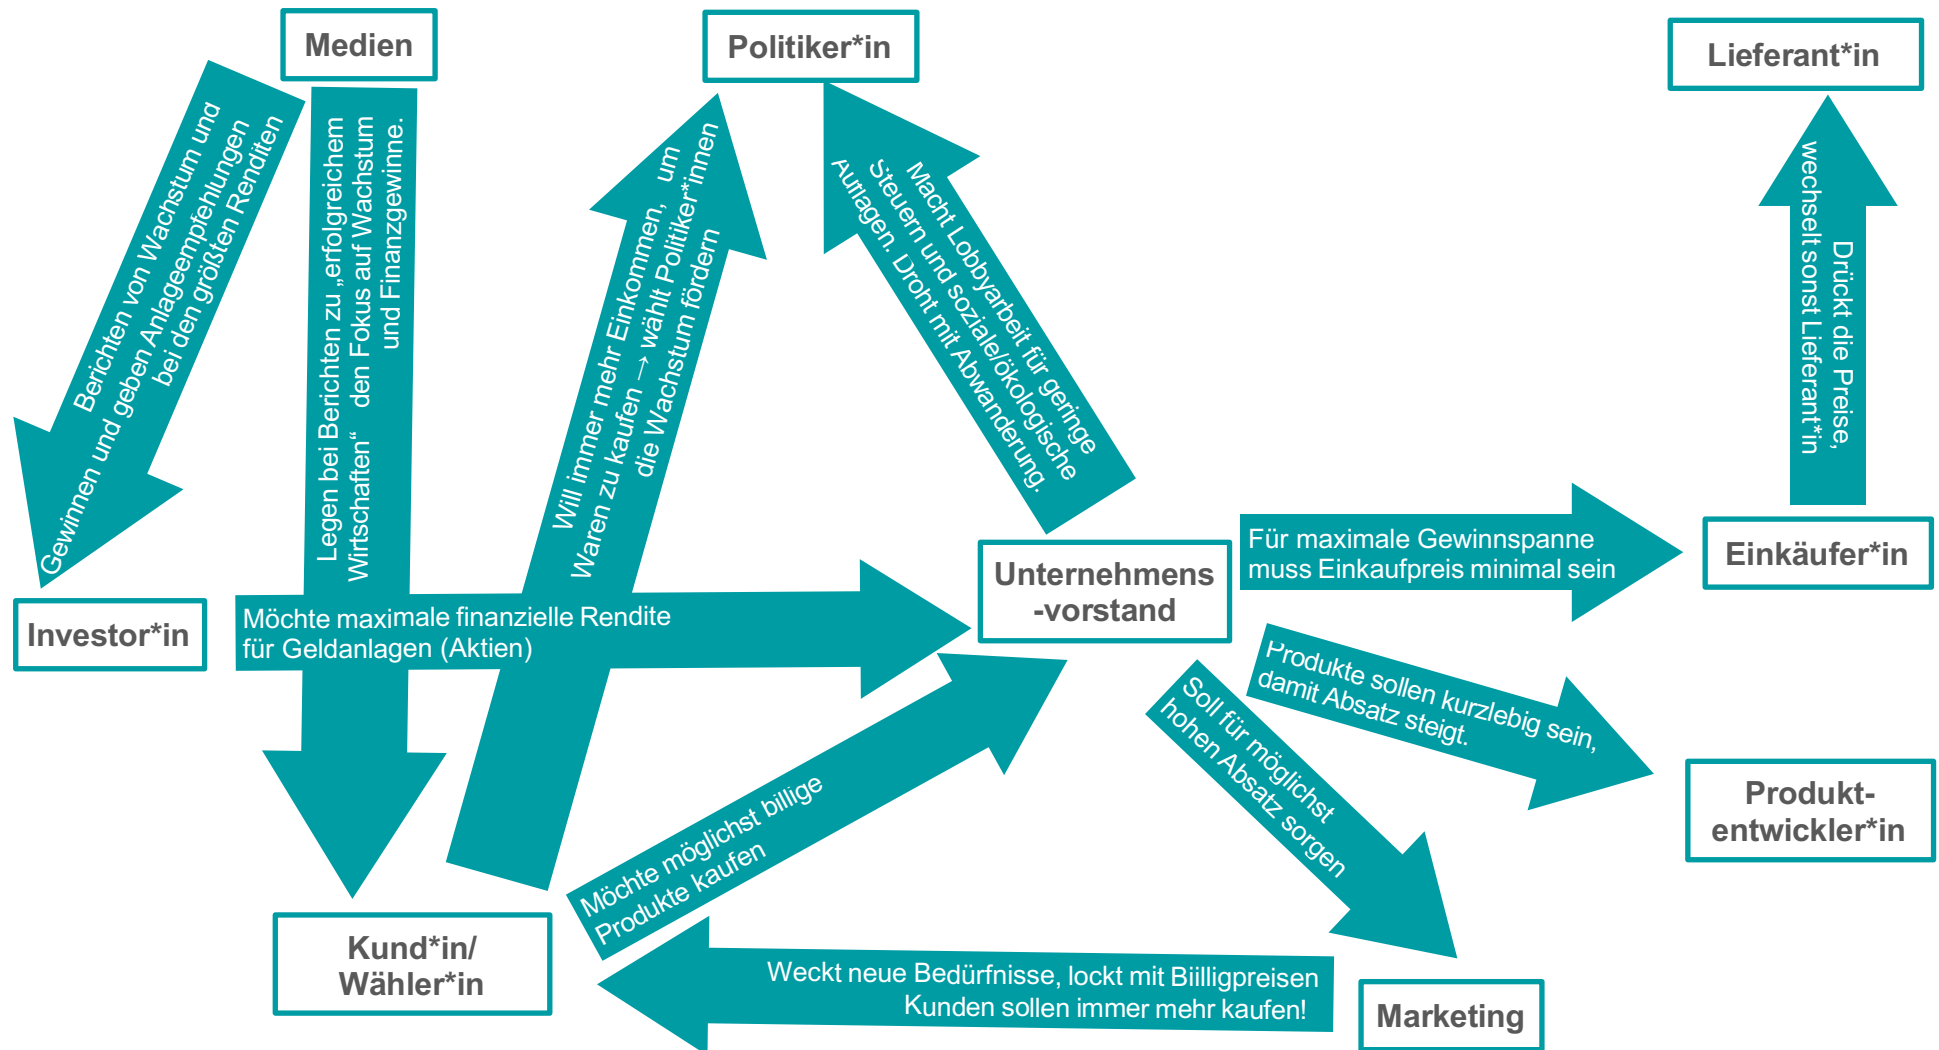 Medien
Politiker*in
Lieferant*in
Berichten von Wachstum und
Gewinnen und geben Anlageempfehlungen
bei den größten Renditen
Legen bei Berichten zu „erfolgreichem
Wirtschaften“ den Fokus auf Wachstum
und Finanzgewinne.
Will immer mehr Einkommen, um
Waren zu kaufen → wählt Politiker*innen
die Wachstum fördern
Macht Lobbyarbeit für geringe
Steuern und soziale/ökologische
Auflagen. Droht mit Abwanderung.
Drückt die Preise,
wechselt sonst Lieferant*in
Unternehmens
-vorstand
Für maximale Gewinnspanne
muss Einkaufpreis minimal sein
Einkäufer*in
Investor*in
Möchte maximale finanzielle Rendite
für Geldanlagen (Aktien)
Produkte sollen kurzlebig sein,
damit Absatz steigt.
Soll für möglichst
hohen Absatz sorgen
Produkt-
entwickler*in
Möchte möglichst billige
Produkte kaufen
Kund*in/
Wähler*in
Weckt neue Bedürfnisse, lockt mit Biilligpreisen
Kunden sollen immer mehr kaufen!
Marketing